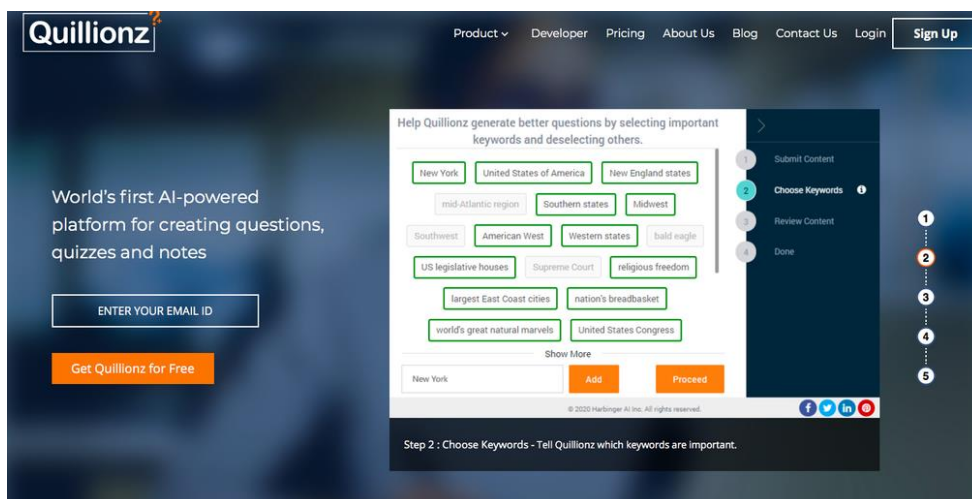 Quillionz?
Product Developer Pricing About Us Blog Contact Us Login Sign Up
World's first AI-powered
platform for creating questions,
quizzes and notes
ENTER YOUR EMAIL ID
Get Quillionz for Free
Help Quillionz generate better questions by selecting important
keywords and deselecting others.
New York United States of America New England states
mid-Atlantic region Southern states Midwest
Southwest American West Western states bald eagle
US legislative houses Supreme Court religious freedom
largest East Coast cities nation's breadbasket
world's great natural marvels United States Congress
Show More
New York Add Proceed
© 2020 Harbinger AI Inc. All rights reserved.
1 Submit Content
2 Choose Keywords i
3 Review Content
4 Done
f in
Step 2 : Choose Keywords - Tell Quillionz which keywords are important.
1
2
3
4
5